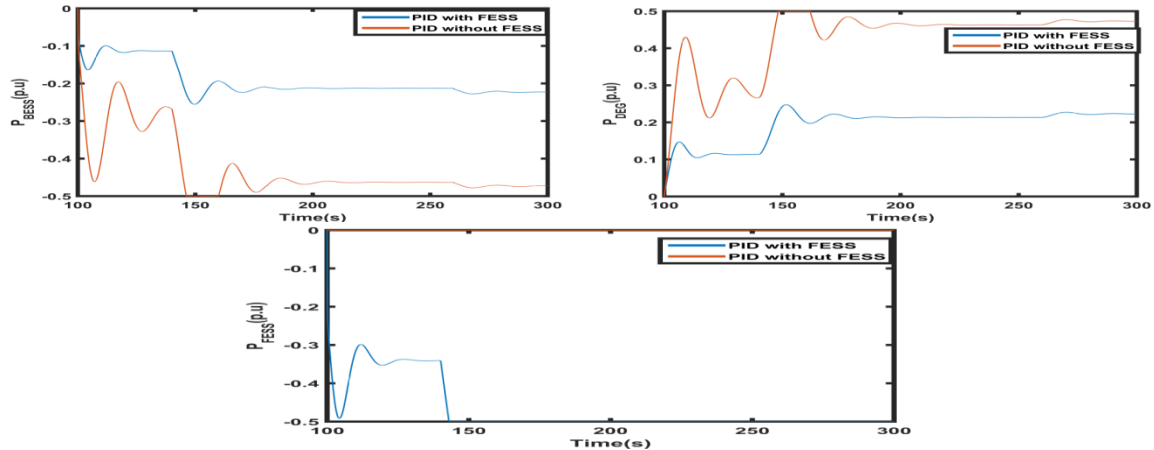 0
-0.1
-0.2
-0.3
-0.4
-0.5
P_BESS(p.u)
PID with FESS
PID without FESS
100
150
200
250
300
Time(s)
0.5
0.4
0.3
0.2
0.1
0
P_DEG(p.u)
PID with FESS
PID without FESS
100
150
200
250
300
Time(s)
0
-0.1
-0.2
-0.3
-0.4
-0.5
P_FESS(p.u)
PID with FESS
PID without FESS
100
150
200
250
300
Time(s)